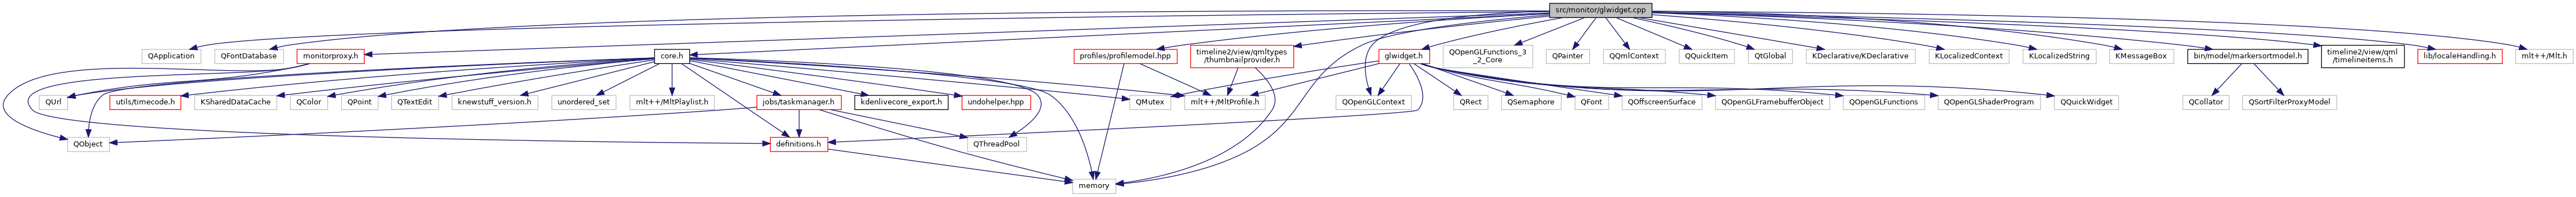 src/monitor/glwidget.cpp
QApplication
QFontDatabase
monitorproxy.h
core.h
profiles/profilemodel.hpp
timeline2/view/qmltypes
/thumbnailprovider.h
glwidget.h
QOpenGLFunctions_3
_2_Core
QPainter
QQmlContext
QQuickItem
QtGlobal
KDeclarative/KDeclarative
KLocalizedContext
KLocalizedString
KMessageBox
bin/model/markersortmodel.h
timeline2/view/qml
/timelineitems.h
lib/localeHandling.h
mlt++/Mlt.h
QUrl
utils/timecode.h
KSharedDataCache
QColor
QPoint
QTextEdit
knewstuff_version.h
unordered_set
mlt++/MltPlaylist.h
jobs/taskmanager.h
kdenlivecore_export.h
undohelper.hpp
QMutex
mlt++/MltProfile.h
QOpenGLContext
QRect
QSemaphore
QFont
QOffscreenSurface
QOpenGLFramebufferObject
QOpenGLFunctions
QOpenGLShaderProgram
QQuickWidget
QCollator
QSortFilterProxyModel
QObject
definitions.h
QThreadPool
memory